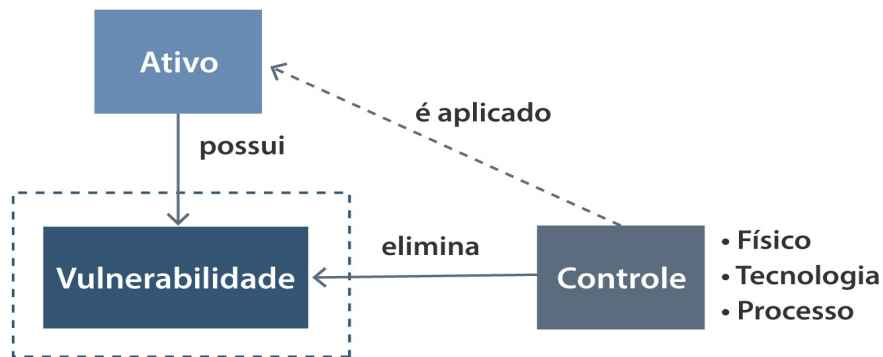 Ativo
é aplicado
possui
elimina
Vulnerabilidade
Controle
• Físico
• Tecnologia
• Processo